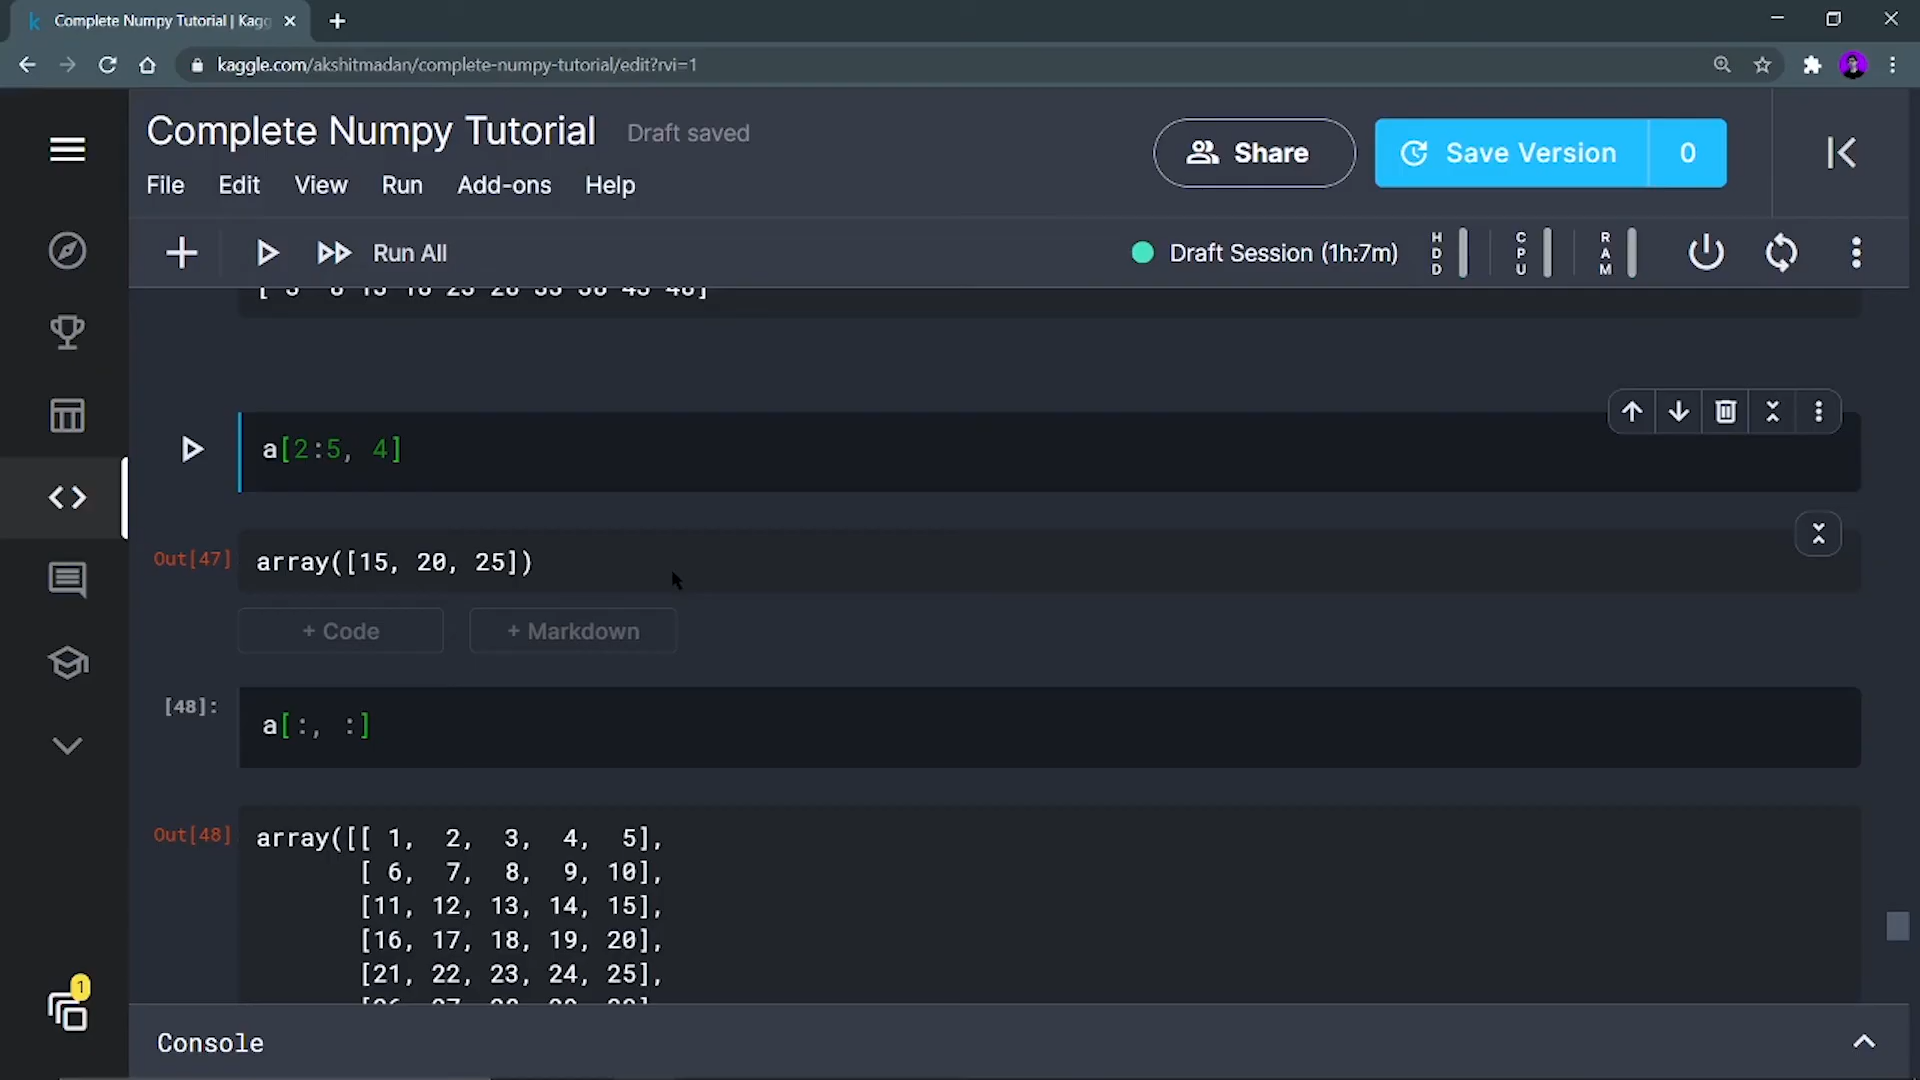 Complete Numpy Tutorial | Kagg
kaggle.com/akshitmadan/complete-numpy-tutorial/edit?rvi=1
Complete Numpy Tutorial Draft saved
Share
Save Version 0
File Edit View Run Add-ons Help
Run All
Draft Session (1h:7m)
HDD
CPU
RAM
a[2:5, 4]
Out[47]
array([15, 20, 25])
+ Code
+ Markdown
[48]:
a[:, :]
Out[48]
array([[ 1, 2, 3, 4, 5],
[ 6, 7, 8, 9, 10],
[11, 12, 13, 14, 15],
[16, 17, 18, 19, 20],
[21, 22, 23, 24, 25],
1
Console